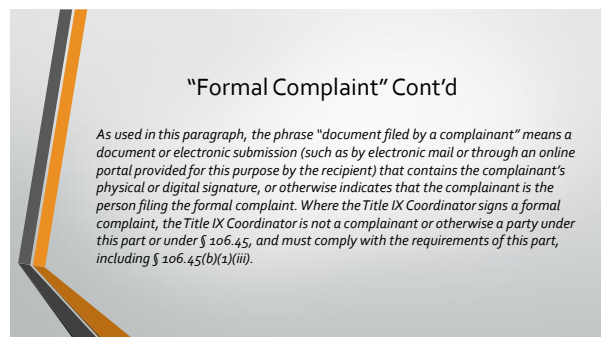 “Formal Complaint” Cont’d
As used in this paragraph, the phrase “document filed by a complainant” means a
document or electronic submission (such as by electronic mail or through an online
portal provided for this purpose by the recipient) that contains the complainant’s
physical or digital signature, or otherwise indicates that the complainant is the
person filing the formal complaint. Where the Title IX Coordinator signs a formal
complaint, the Title IX Coordinator is not a complainant or otherwise a party under
this part or under § 106.45, and must comply with the requirements of this part,
including § 106.45(b)(1)(iii).